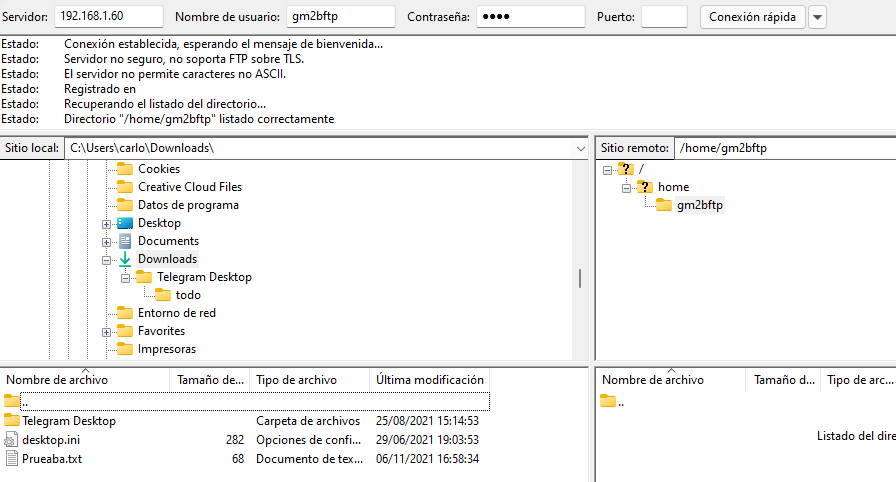 Servidor: 192.168.1.60 Nombre de usuario: gm2bftp Contraseña: ●●●● Puerto: Conexión rápida
Estado: Conexión establecida, esperando el mensaje de bienvenida...
Estado: Servidor no seguro, no soporta FTP sobre TLS.
Estado: El servidor no permite caracteres no ASCII.
Estado: Registrado en
Estado: Recuperando el listado del directorio...
Estado: Directorio "/home/gm2bftp" listado correctamente
Sitio local: C:\Users\carlo\Downloads\
Cookies
Creative Cloud Files
Datos de programa
Desktop
Documents
Downloads
Telegram Desktop
todo
Entorno de red
Favorites
Impresoras
Sitio remoto: /home/gm2bftp
/
home
gm2bftp
Nombre de archivo Tamaño de... Tipo de archivo Última modificación
..
Telegram Desktop Carpeta de archivos 25/08/2021 15:14:53
desktop.ini 282 Opciones de confi... 29/06/2021 19:03:53
Prueaba.txt 68 Documento de tex... 06/11/2021 16:58:34
Nombre de archivo Tamaño d... Tipo de arc...
..
Listado del dire